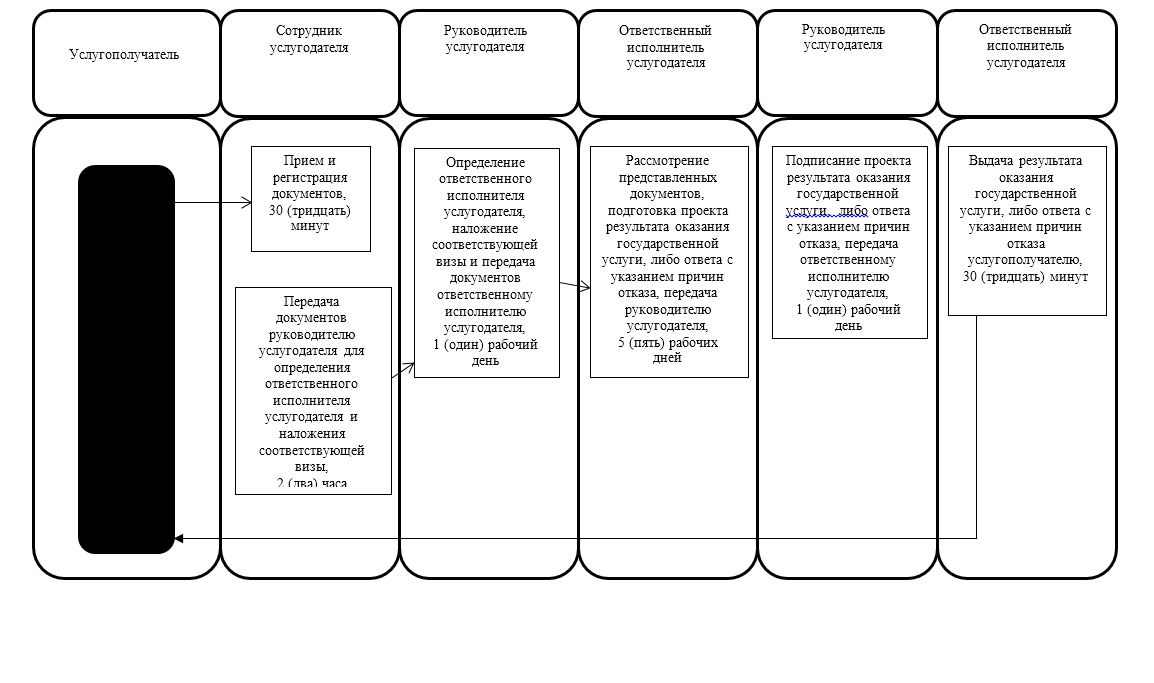 Услугополучатель
Сотрудник
услугодателя
Руководитель
услугодателя
Ответственный
исполнитель
услугодателя
Руководитель
услугодателя
Ответственный
исполнитель
услугодателя
Прием и
регистрация
документов,
30 (тридцать)
минут
Передача
документов
руководителю
услугодателя для
определения
ответственного
исполнителя
услугодателя и
наложения
соответствующей
визы,
2 (два) часа
Определение
ответственного
исполнителя
услугодателя,
наложение
соответствующей
визы и передача
документов
ответственному
исполнителю
услугодателя,
1 (один) рабочий
день
Рассмотрение
представленных
документов,
подготовка проекта
результата оказания
государственной
услуги, либо ответа с
указанием причин
отказа, передача
руководителю
услугодателя,
5 (пять) рабочих
дней
Подписание проекта
результата оказания
государственной
услуги, либо ответа
с указанием причин
отказа, передача
ответственному
исполнителю
услугодателя,
1 (один) рабочий
день
Выдача результата
оказания
государственной
услуги, либо ответа с
указанием причин
отказа
услугополучателю,
30 (тридцать) минут